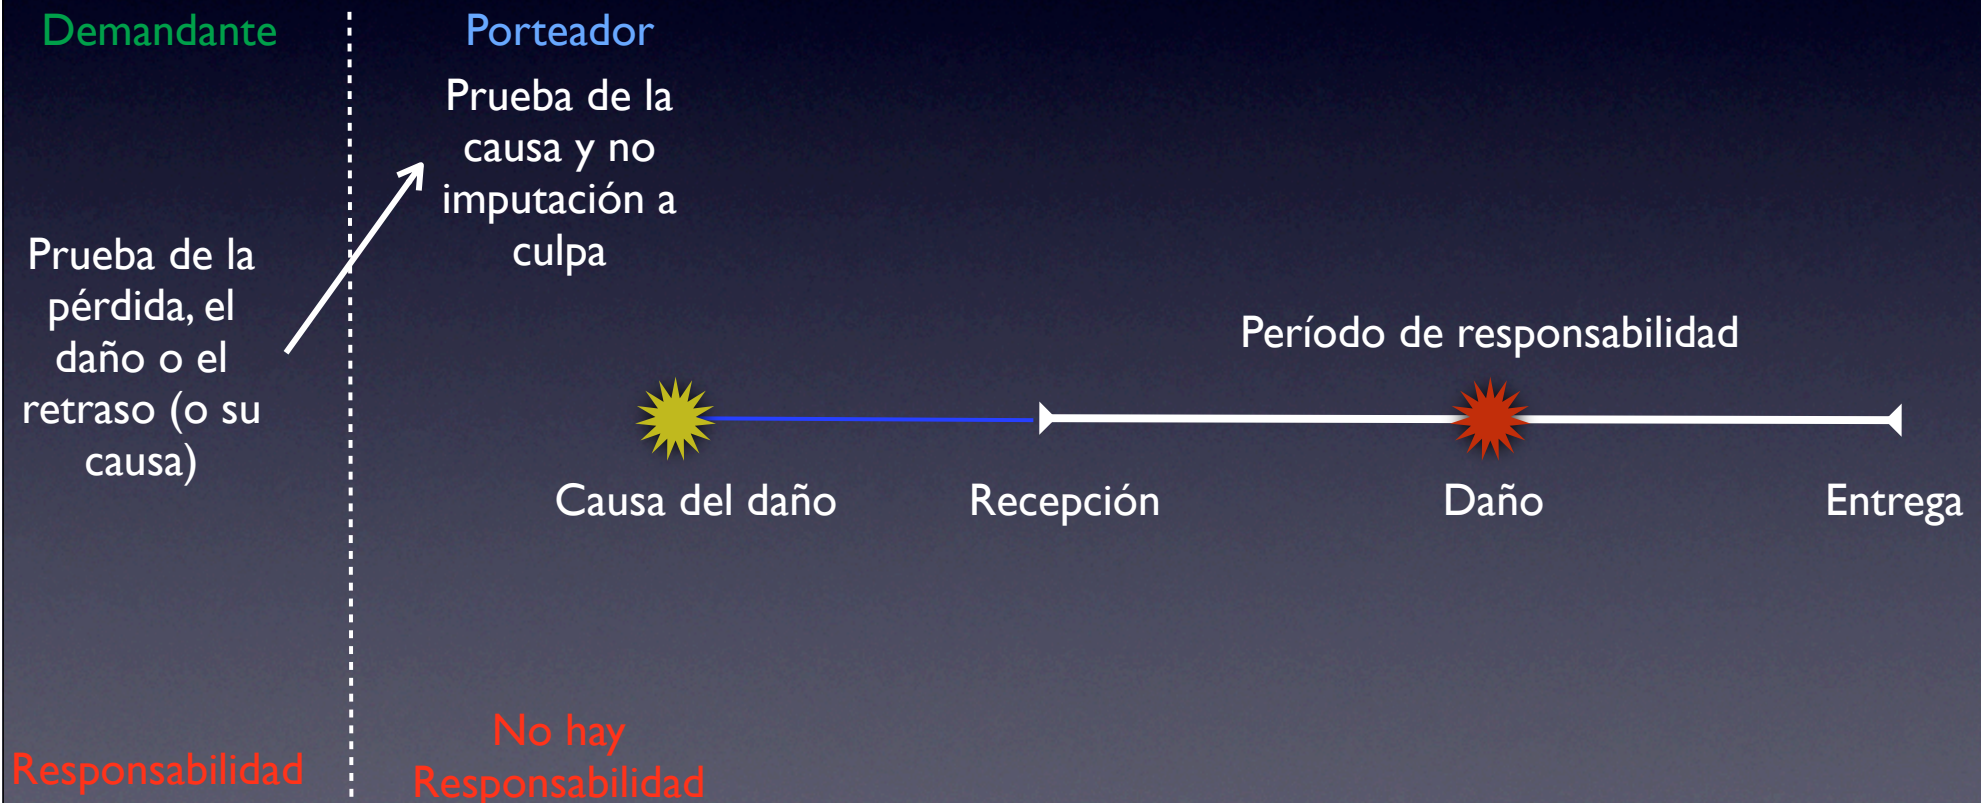 Demandante
Prueba de la
pérdida, el
daño o el
retraso (o su
causa)
Responsabilidad
Porteador
Prueba de la
causa y no
imputación a
culpa
No hay
Responsabilidad
Período de responsabilidad
Causa del daño
Recepción
Daño
Entrega